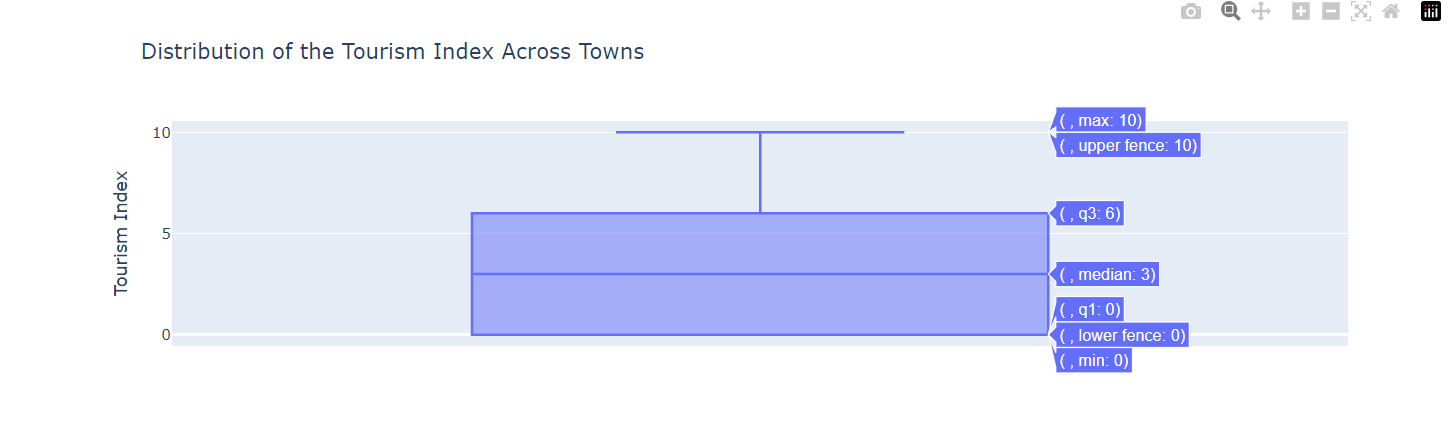 Distribution of the Tourism Index Across Towns
10
5
0
Tourism Index
( , max: 10)
( , upper fence: 10)
( , q3: 6)
( , median: 3)
( , q1: 0)
( , lower fence: 0)
( , min: 0)